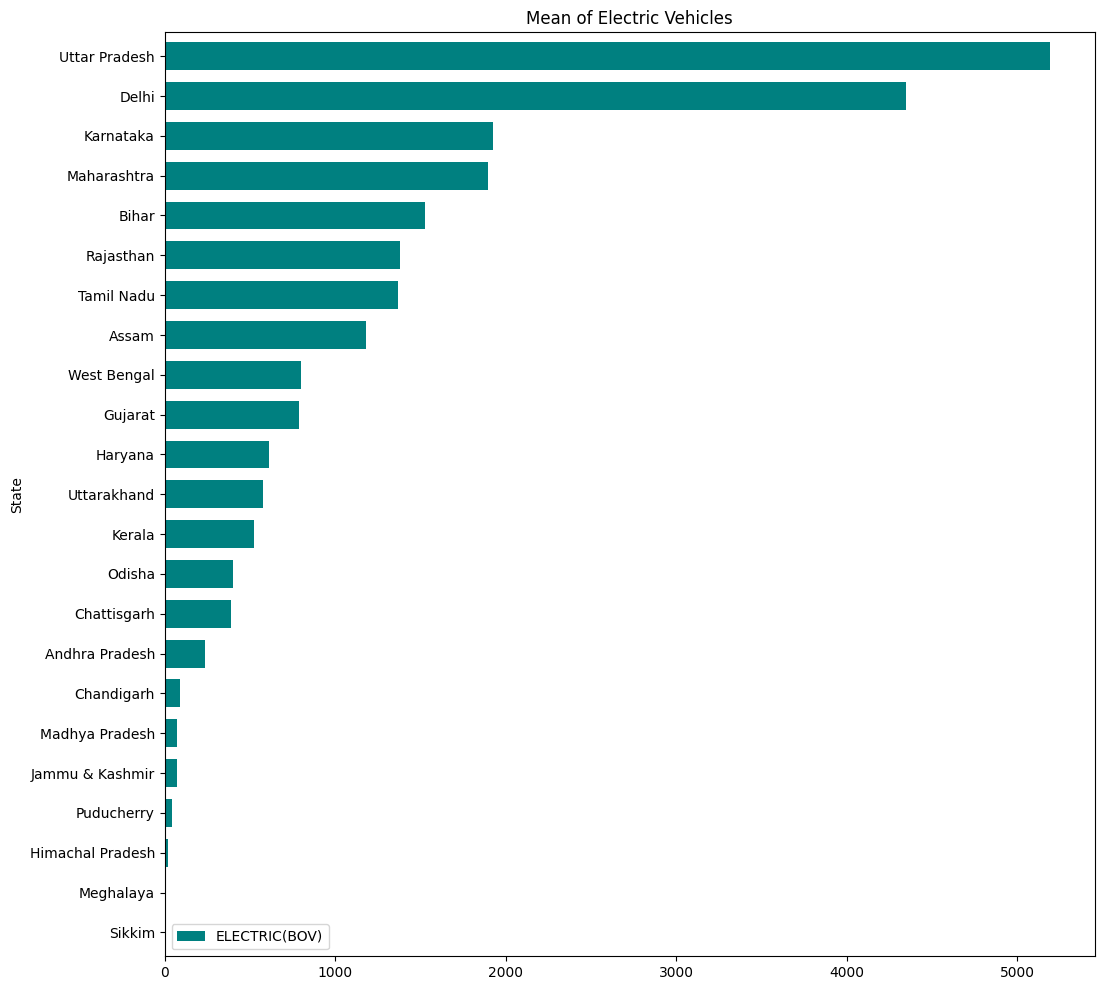 Mean of Electric Vehicles
State
Uttar Pradesh
Delhi
Karnataka
Maharashtra
Bihar
Rajasthan
Tamil Nadu
Assam
West Bengal
Gujarat
Haryana
Uttarakhand
Kerala
Odisha
Chattisgarh
Andhra Pradesh
Chandigarh
Madhya Pradesh
Jammu & Kashmir
Puducherry
Himachal Pradesh
Meghalaya
Sikkim
ELECTRIC(BOV)
0 1000 2000 3000 4000 5000